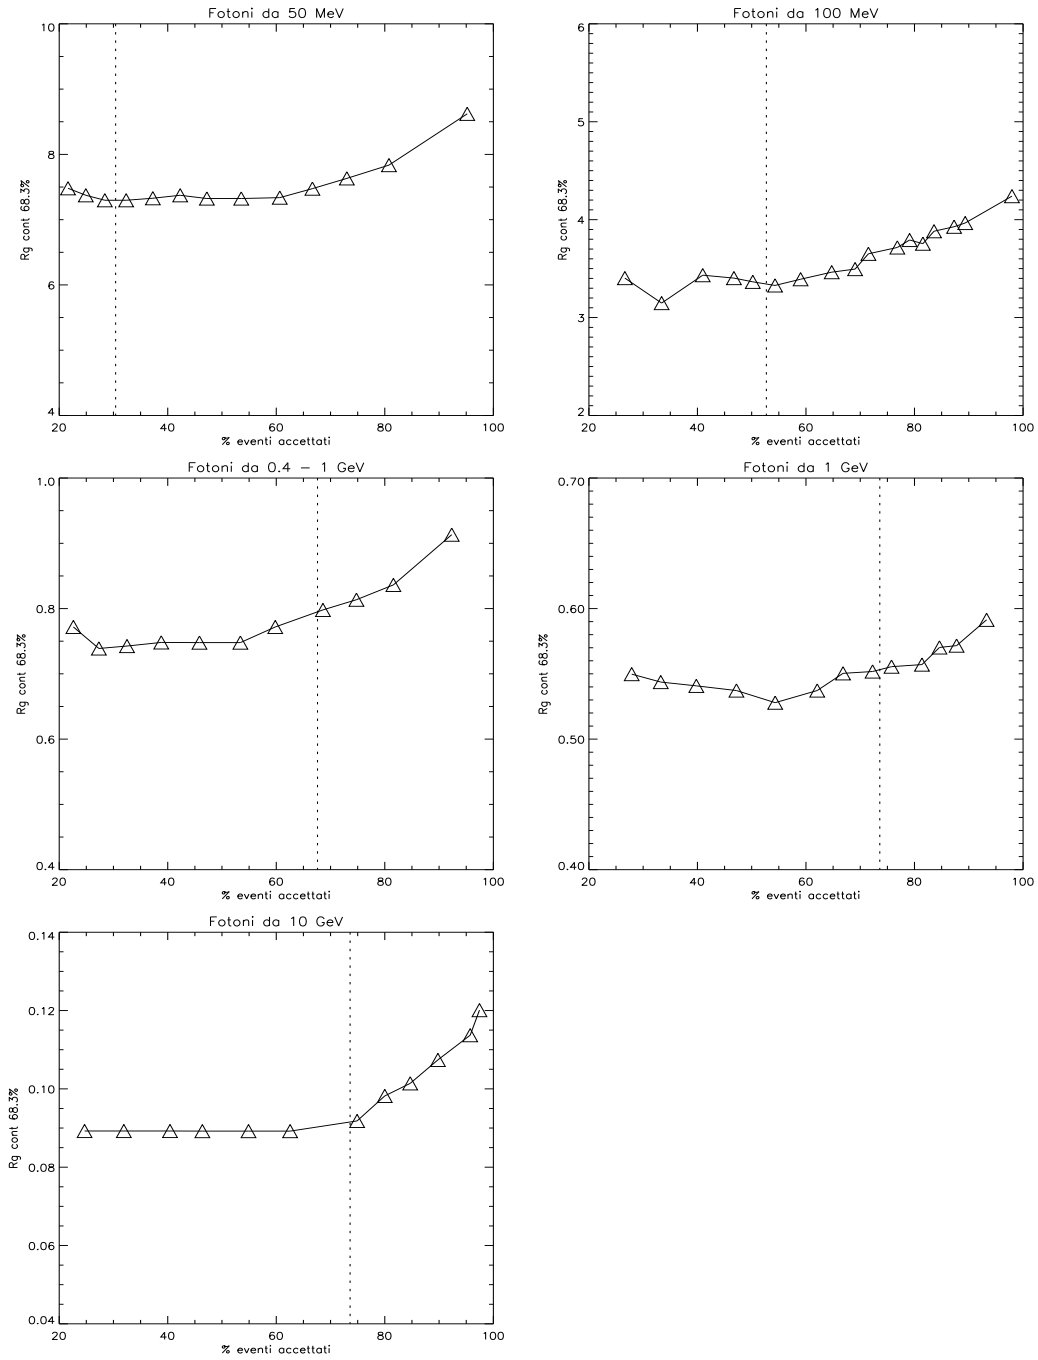 Fotoni da 50 MeV
10
8
6
4
Rg cont 68.3%
20 40 60 80 100
% eventi accettati
Fotoni da 100 MeV
6
5
4
3
2
Rg cont 68.3%
20 40 60 80 100
% eventi accettati
Fotoni da 0.4 – 1 GeV
1.0
0.8
0.6
0.4
Rg cont 68.3%
20 40 60 80 100
% eventi accettati
Fotoni da 1 GeV
0.70
0.60
0.50
0.40
Rg cont 68.3%
20 40 60 80 100
% eventi accettati
Fotoni da 10 GeV
0.14
0.12
0.10
0.08
0.06
0.04
Rg cont 68.3%
20 40 60 80 100
% eventi accettati